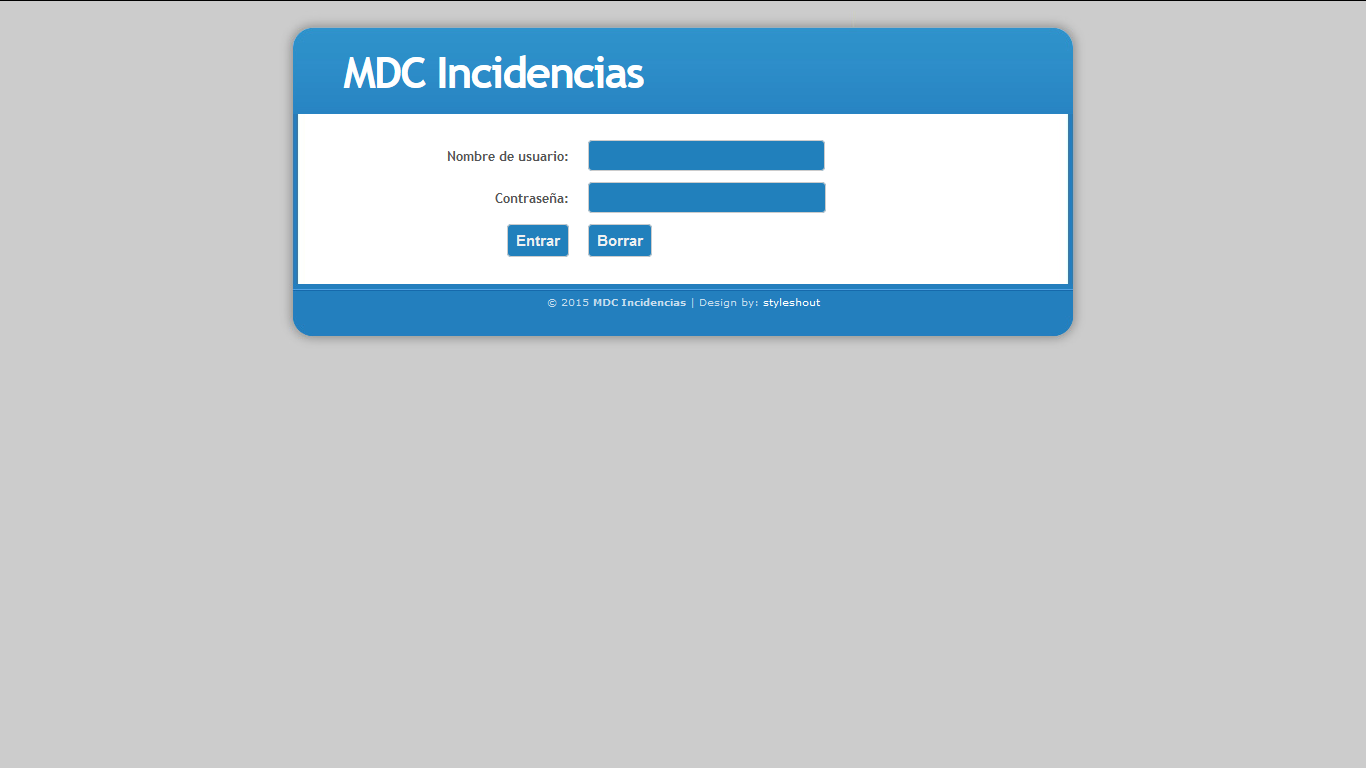 MDC Incidencias
Nombre de usuario:
Contraseña:
Entrar Borrar
© 2015 MDC Incidencias | Design by: styleshout